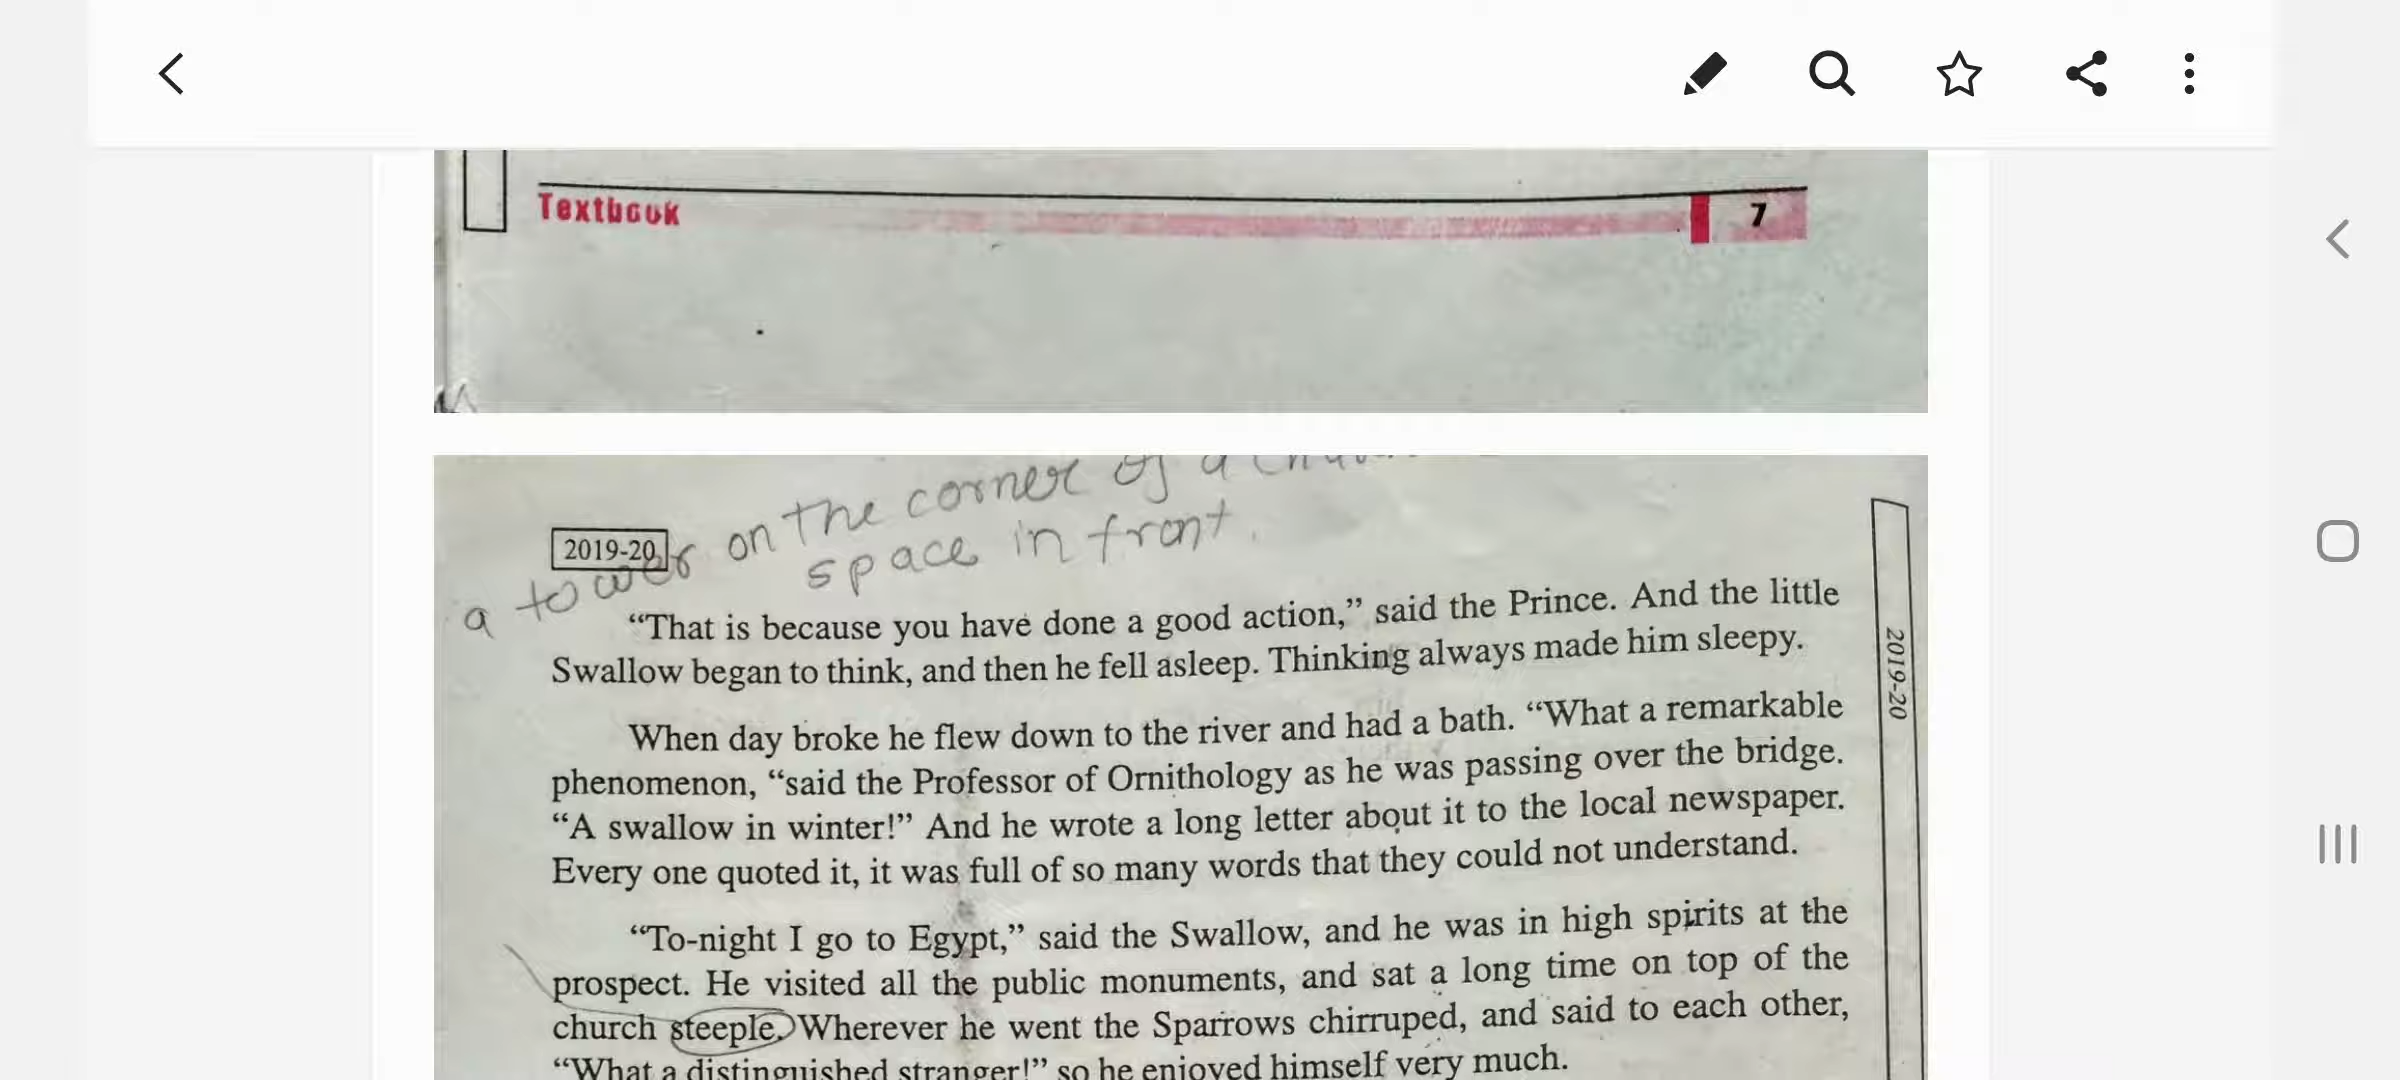 Textbook
7
a tower on the corner of a
space in front.
2019-20
2019-20
“That is because you have done a good action,” said the Prince. And the little
Swallow began to think, and then he fell asleep. Thinking always made him sleepy.
When day broke he flew down to the river and had a bath. “What a remarkable
phenomenon, “said the Professor of Ornithology as he was passing over the bridge.
“A swallow in winter!” And he wrote a long letter about it to the local newspaper.
Every one quoted it, it was full of so many words that they could not understand.
“To-night I go to Egypt,” said the Swallow, and he was in high spirits at the
prospect. He visited all the public monuments, and sat a long time on top of the
church steeple. Wherever he went the Sparrows chirruped, and said to each other,
“What a distinguished stranger!” so he enjoyed himself very much.